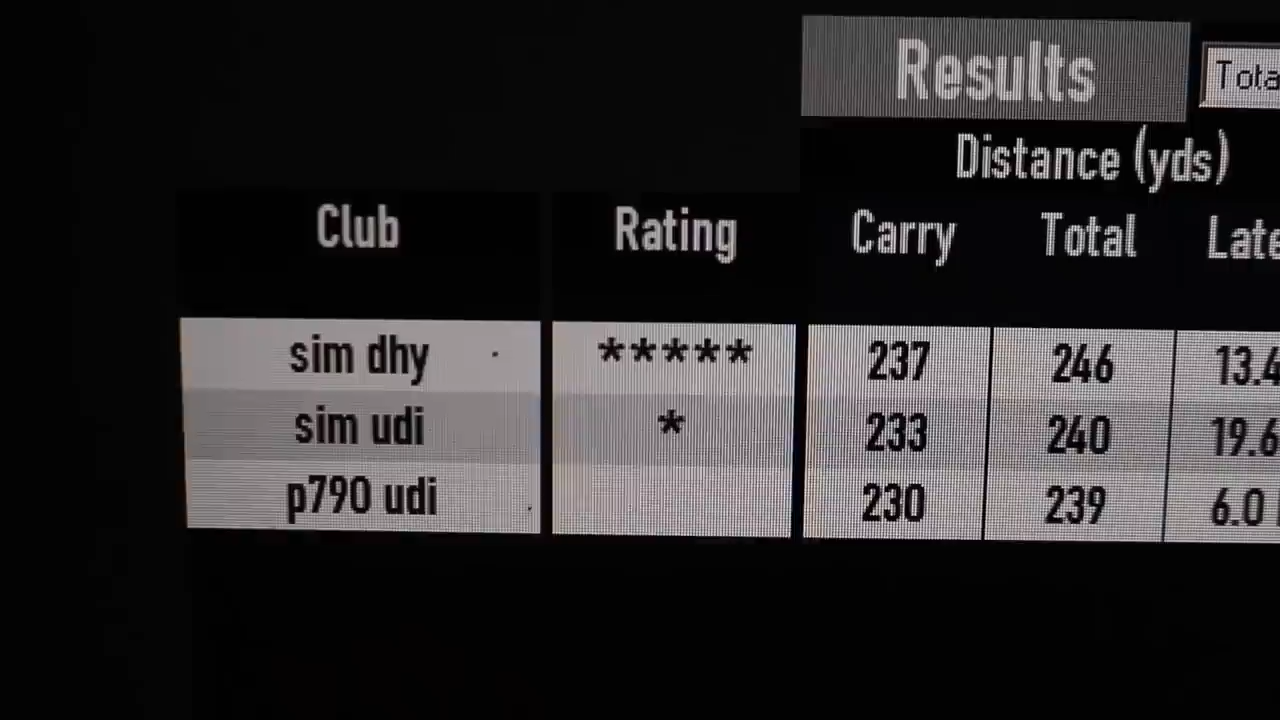 Results
Distance (yds)
Club Rating Carry Total
sim dhy ***** 237 246 13.4
sim udi * 233 240 19.6
p790 udi 230 239 6.0